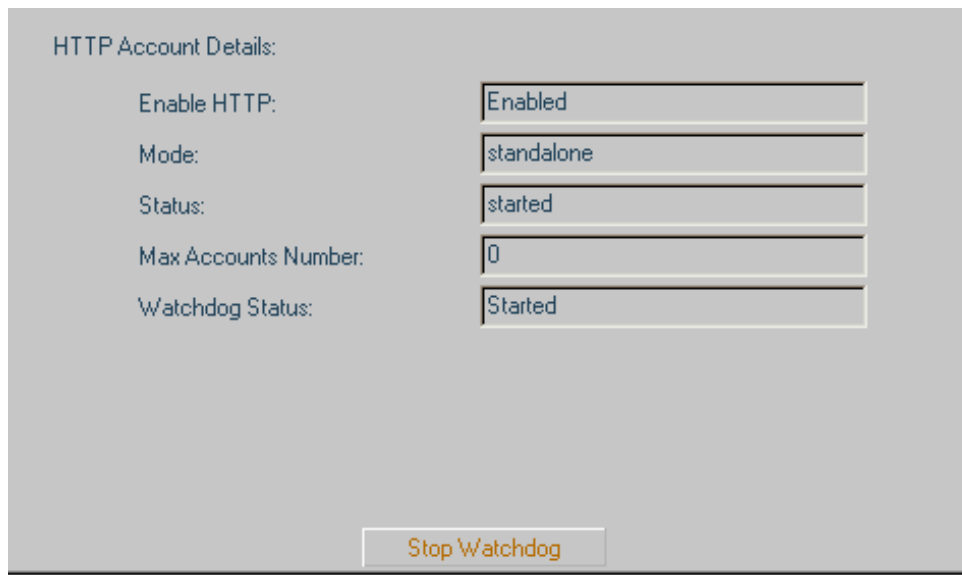 HTTP Account Details:
Enable HTTP: Enabled
Mode: standalone
Status: started
Max Accounts Number: 0
Watchdog Status: Started
Stop Watchdog